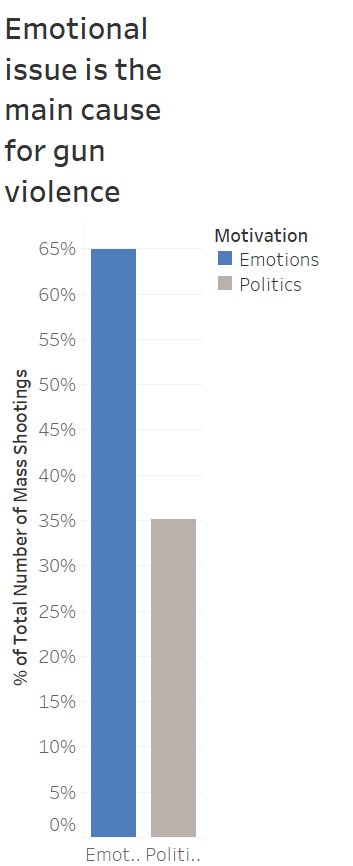 Emotional
issue is the
main cause
for gun
violence
Motivation
Emotions
Politics
% of Total Number of Mass Shootings
65%
60%
55%
50%
45%
40%
35%
30%
25%
20%
15%
10%
5%
0%
Emot.. Politi..